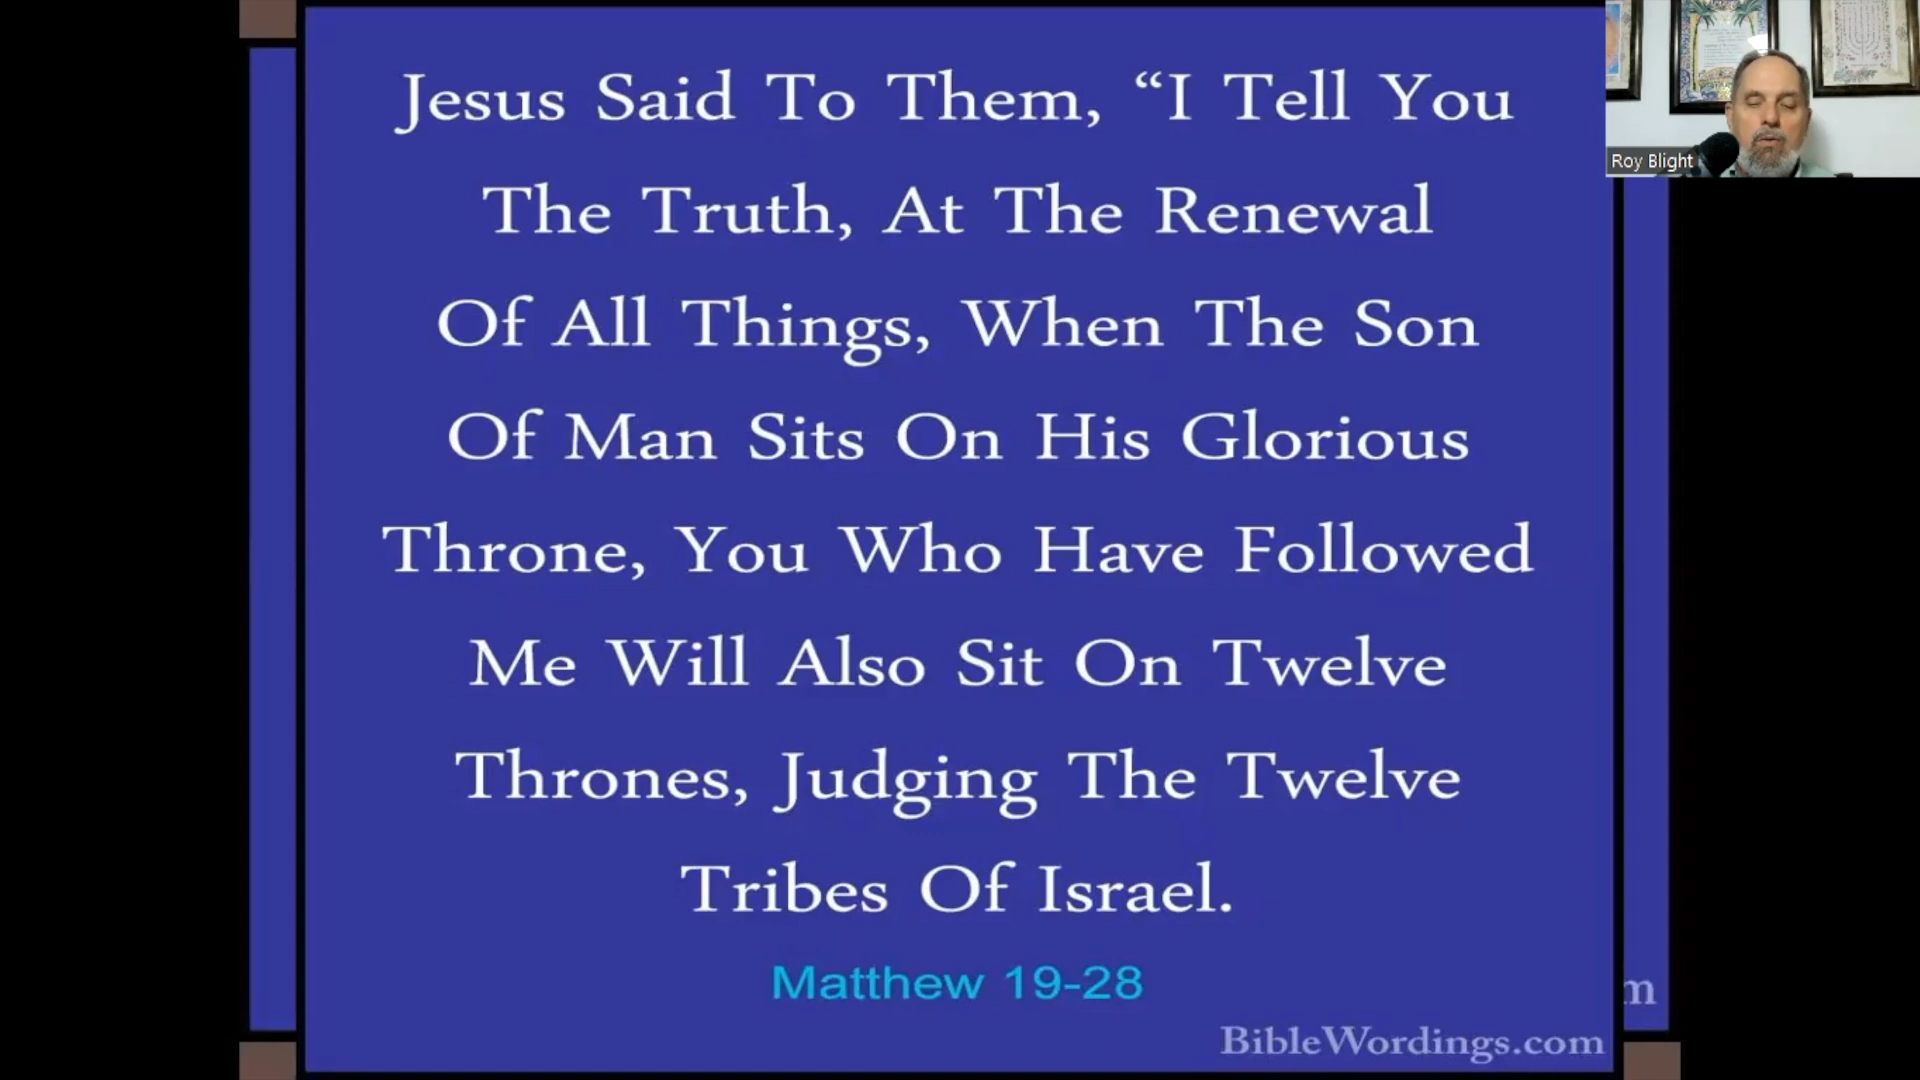 Jesus Said To Them, “I Tell You
The Truth, At The Renewal
Of All Things, When The Son
Of Man Sits On His Glorious
Throne, You Who Have Followed
Me Will Also Sit On Twelve
Thrones, Judging The Twelve
Tribes Of Israel.
Matthew 19-28
m
BibleWordings.com
Roy Blight